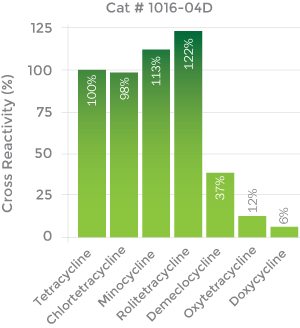 Cat # 1016-04D
Cross Reactivity (%)
125
100
75
50
25
0
100%
98%
113%
122%
37%
12%
6%
Tetracycline
Chlortetracycline
Minocycline
Rolitetracycline
Demeclocycline
Oxytetracycline
Doxycycline